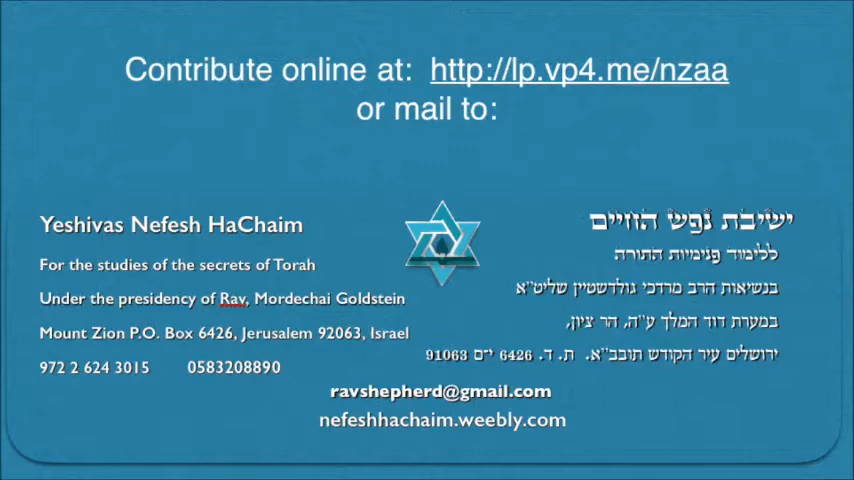 Contribute online at: http://lp.vp4.me/nzaa
or mail to:
Yeshivas Nefesh HaChaim
For the studies of the secrets of Torah
Under the presidency of Rav, Mordechai Goldstein
Mount Zion P.O. Box 6426, Jerusalem 92063, Israel
972 2 624 3015 0583208890
ישיבת נפש החיים
ללימוד פנימיות התורה
בנשיאות הרב מרדכי גולדשטיין שליט"א
במערת דוד המלך ע"ה, הר ציון,
ירושלים עיר הקודש תובב"א. ת. ד. 6426 י-ם 91063
ravshepherd@gmail.com
nefeshhachaim.weebly.com